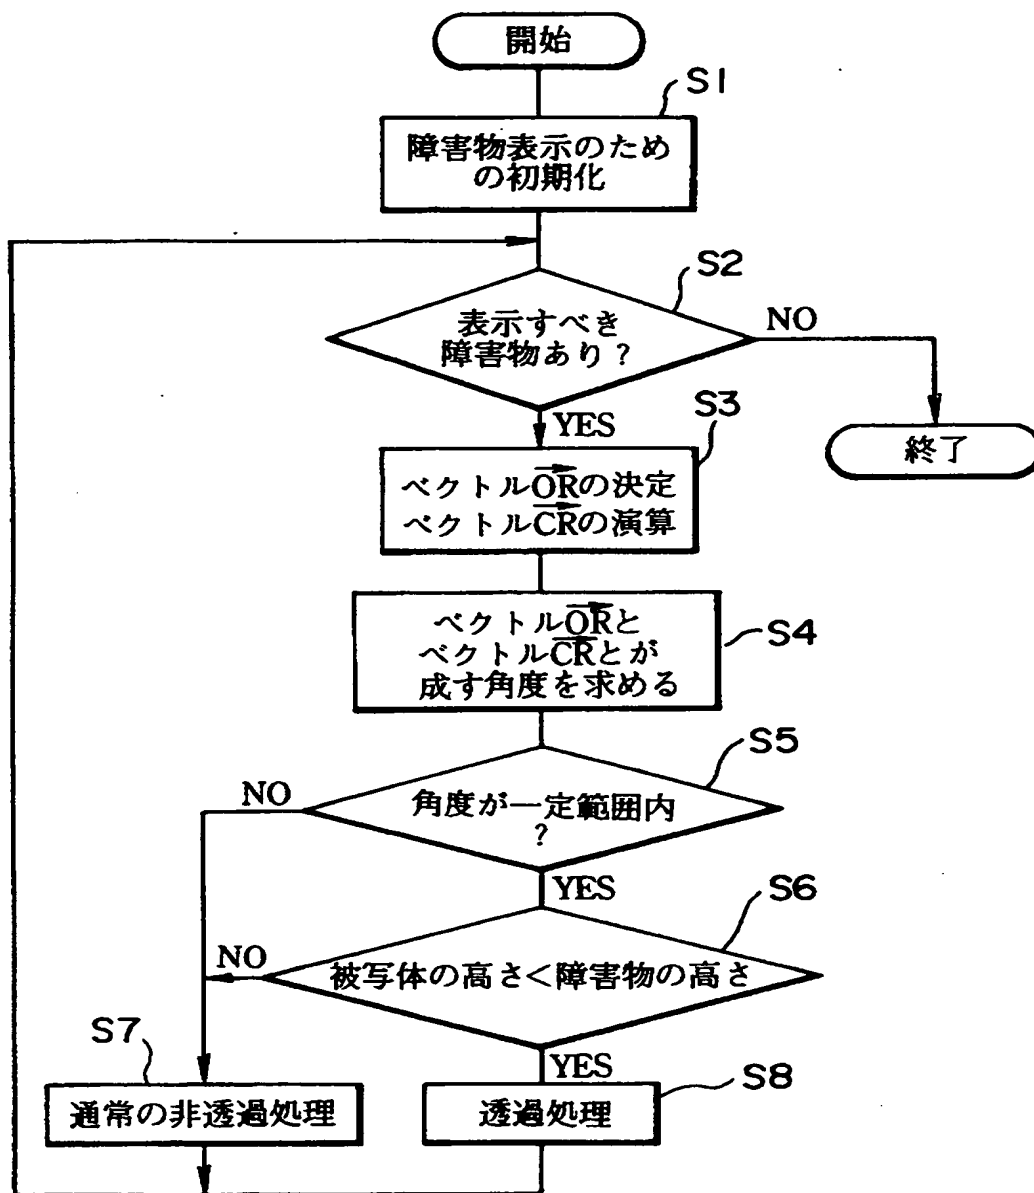 開始
S1
障害物表示のため
の初期化
S2
表示すべき
障害物あり?
NO
YES
終了
S3
ベクトルORの決定
ベクトルCRの演算
S4
ベクトルORと
ベクトルCRとが
成す角度を求める
S5
角度が一定範囲内
?
NO
YES
S6
被写体の高さ<障害物の高さ
NO
YES
S7
通常の非透過処理
S8
透過処理